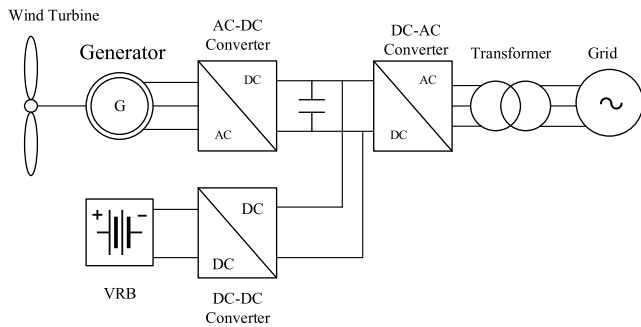 Wind Turbine
Generator
G
AC-DC
Converter
DC
AC
DC-AC
Converter
AC
DC
Transformer
Grid
~
+ −
VRB
DC
DC
DC-DC
Converter